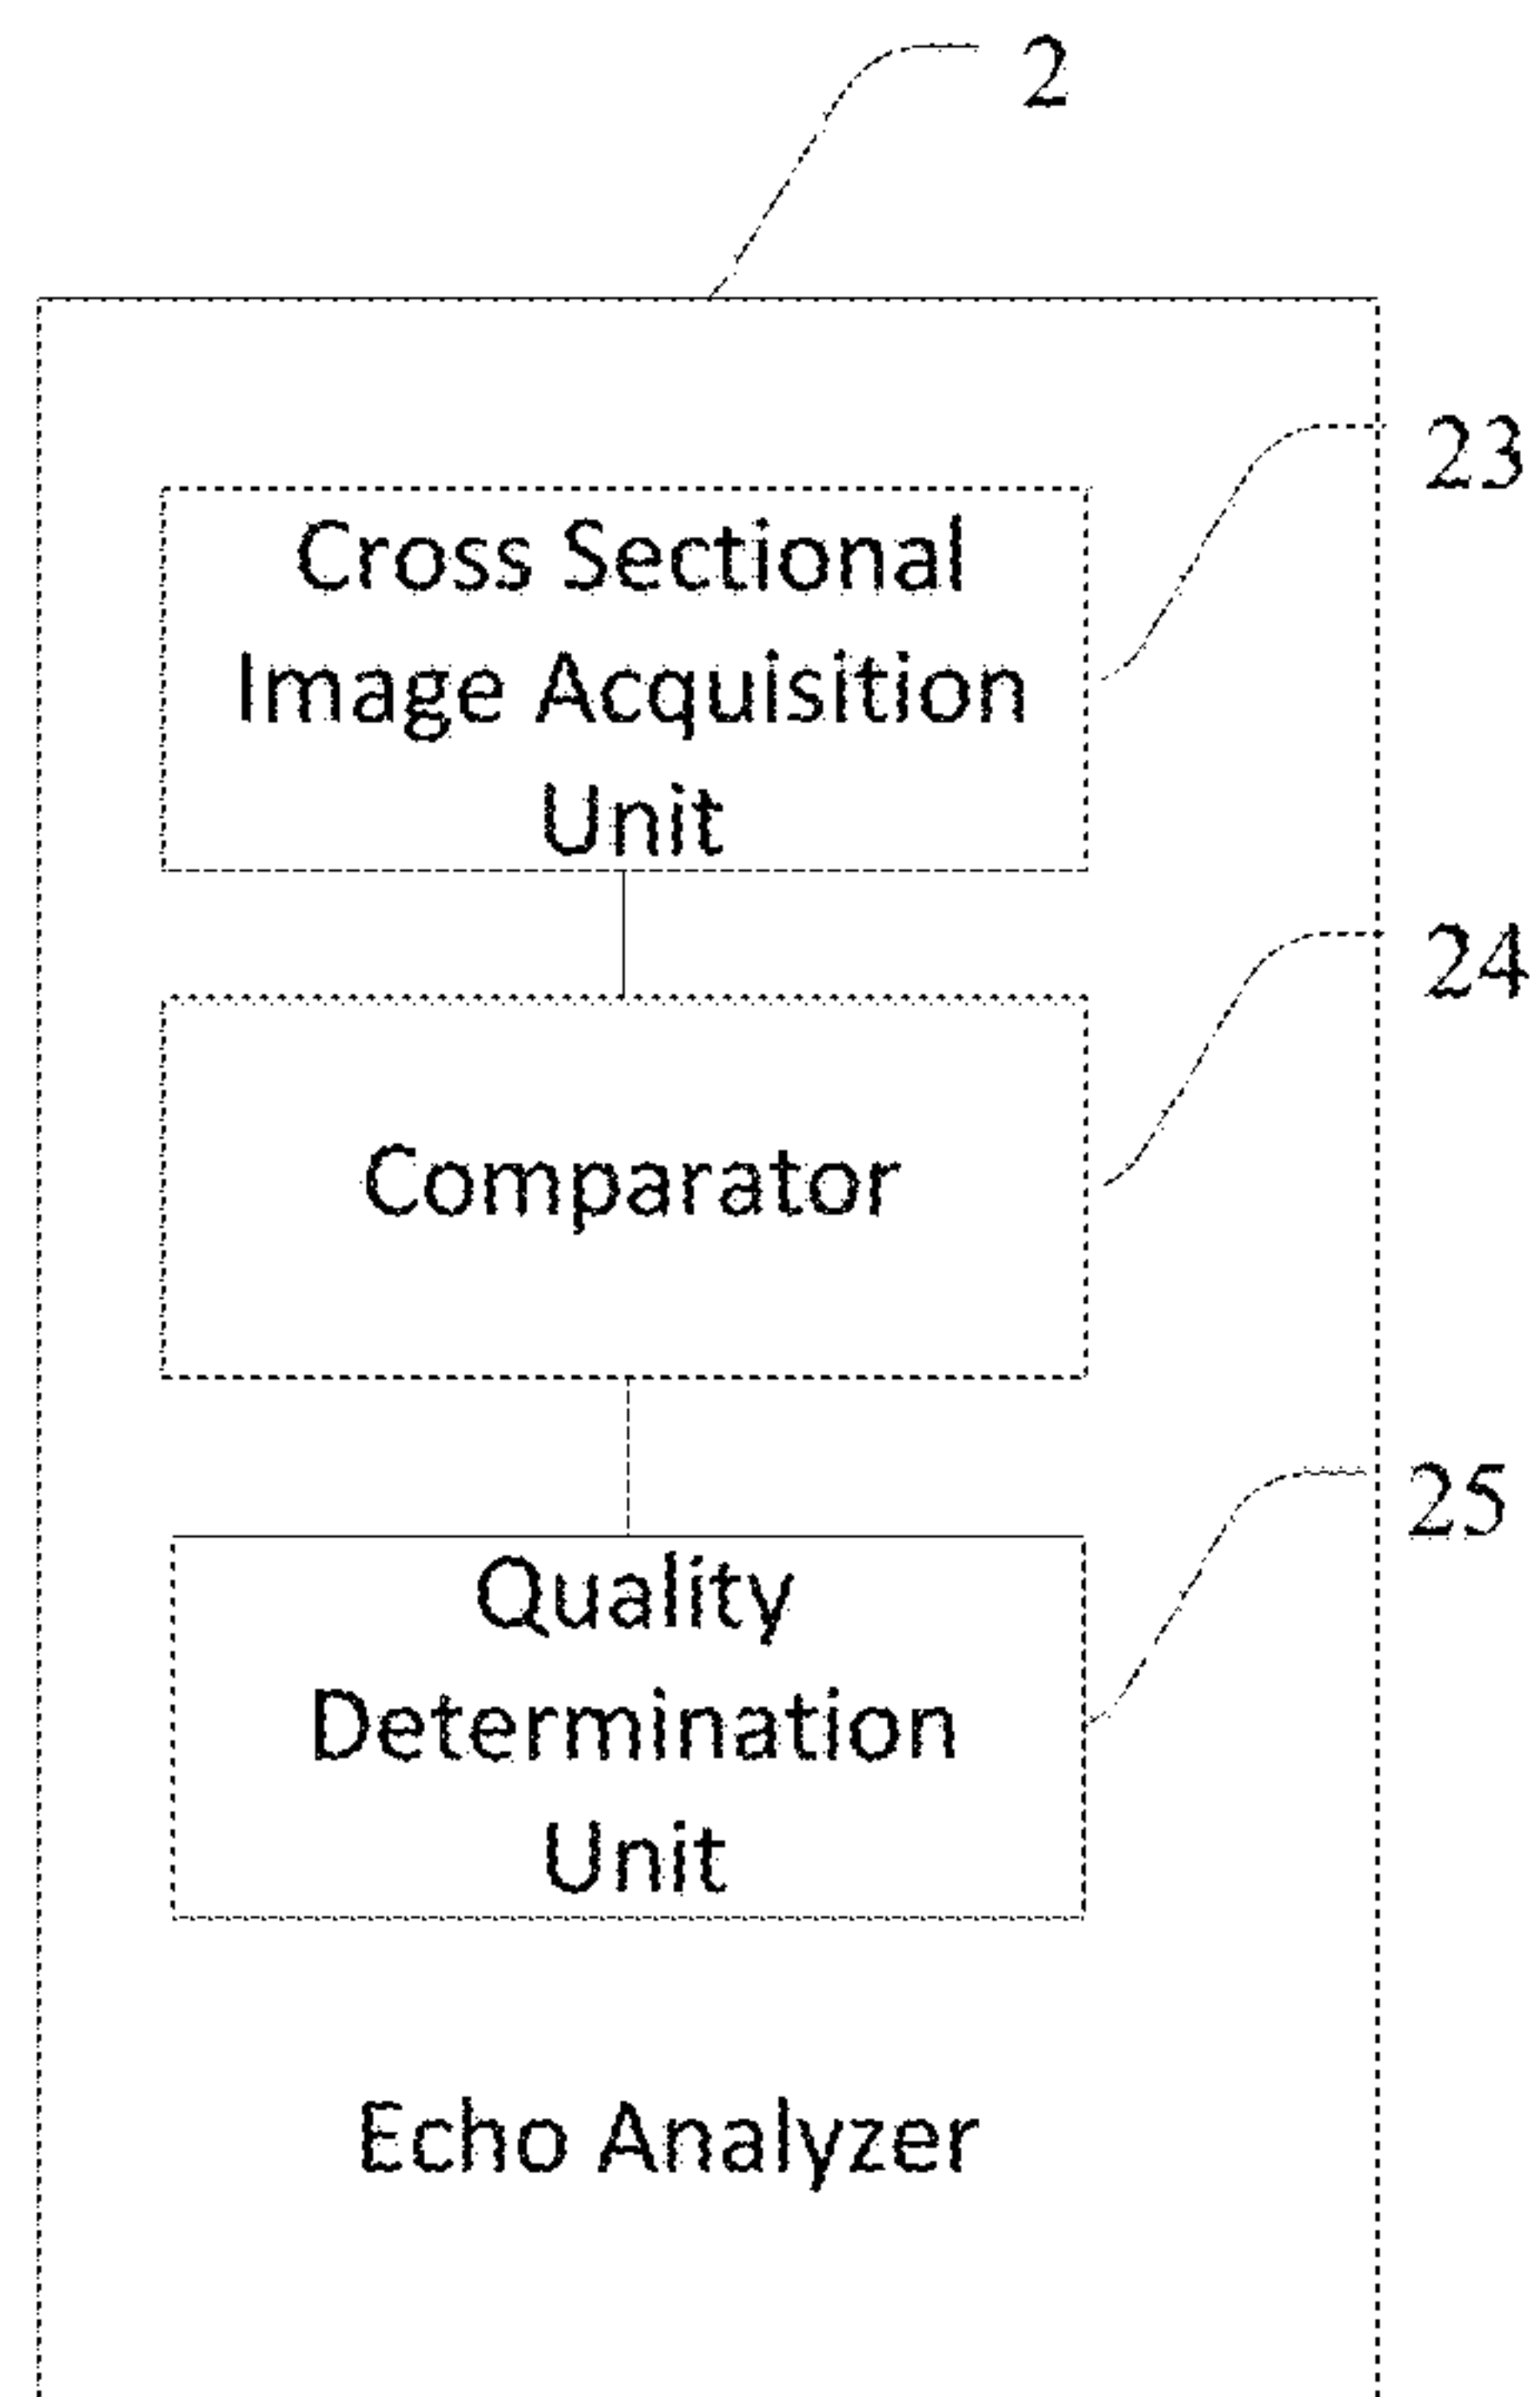 2
23
Cross Sectional
Image Acquisition
Unit
24
Comparator
25
Quality
Determination
Unit
Echo Analyzer